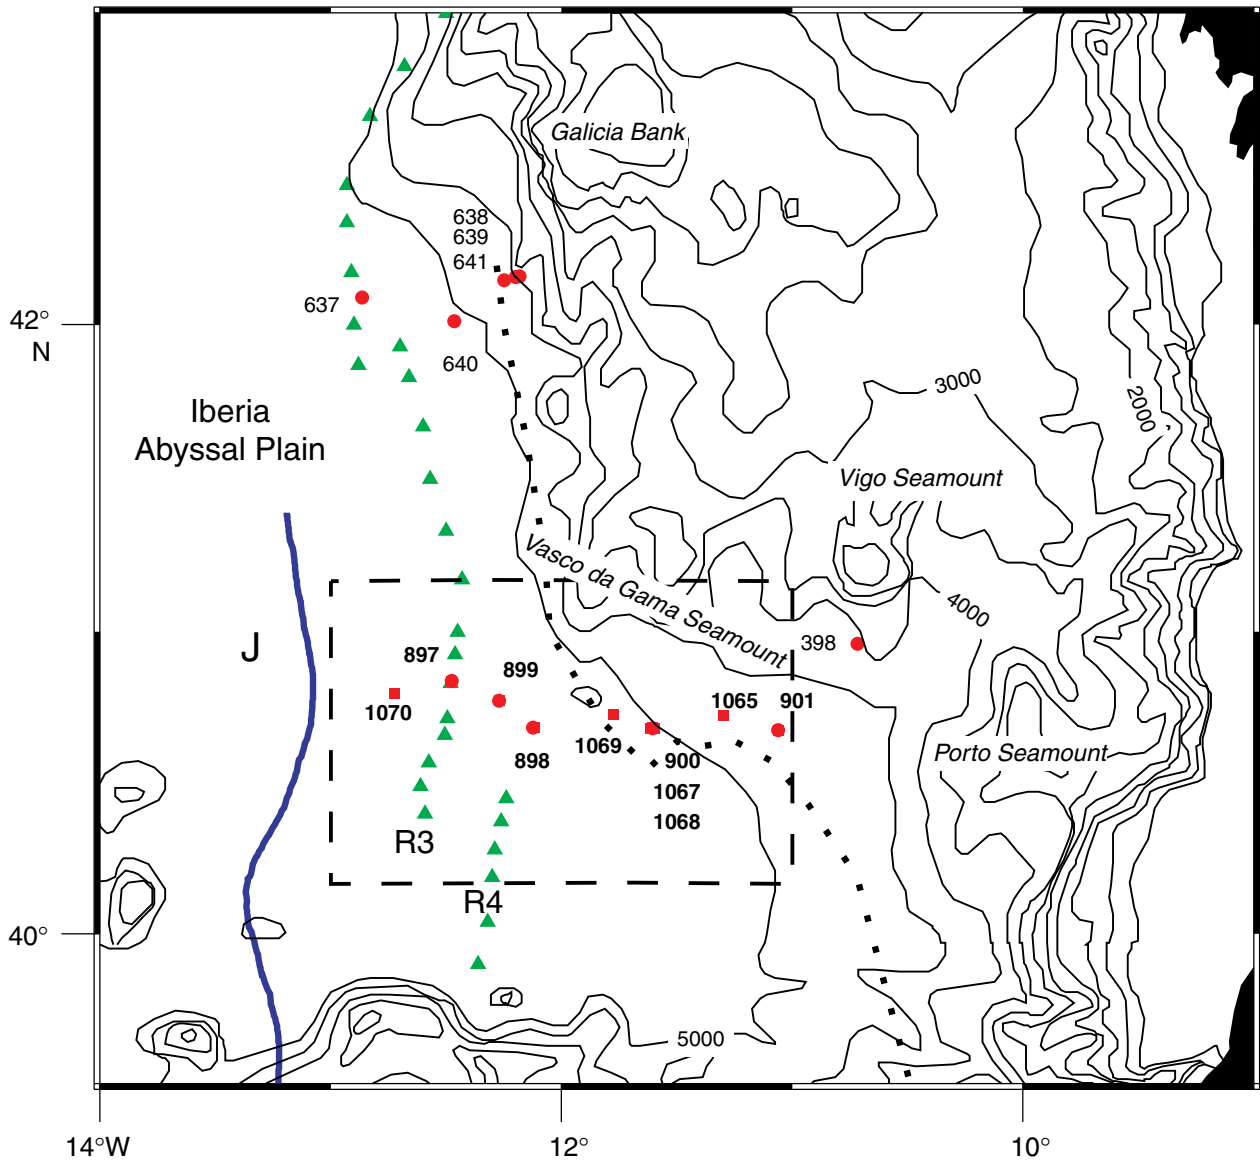 Galicia Bank
638
639
641
637
42°
N
640
3000
2000
Iberia
Abyssal Plain
Vigo Seamount
Vasco da Gama Seamount
4000
J
897
899
398
1070
1065
901
1069
898
900
1067
1068
Porto Seamount
R3
R4
40°
5000
14°W
12°
10°